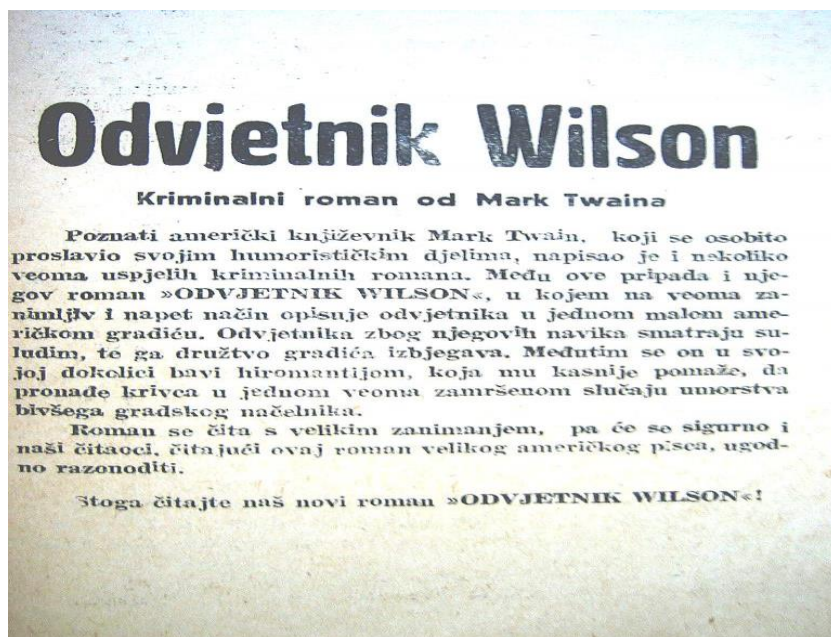 Odvjetnik Wilson
Kriminalni roman od Mark Twaina
Poznati američki književnik Mark Twain, koji se osobito
proslavio svojim humorističkim djelima, napisao je i nekoliko
veoma uspjelih kriminalnih romana. Među ove pripada i nje-
gov roman »ODVJETNIK WILSON«, u kojem na veoma za-
nimljiv i napet način opisuje odvjetnika u jednom malom ame-
ričkom gradiću. Odvjetnika zbog njegovih navika smatraju su-
ludim, te ga družtvo gradića izbjegava. Međutim se on u svo-
joj dokolici bavi hiromantijom, koja mu kasnije pomaže, da
pronađe krivca u jednom veoma zamršenom slučaju umorstva
bivšega gradskog načelnika.
Roman se čita s velikim zanimanjem, pa će se sigurno i
naši čitaoci, čitajući ovaj roman velikog američkog pisca, ugod-
no razonoditi.
Stoga čitajte naš novi roman »ODVJETNIK WILSON«!